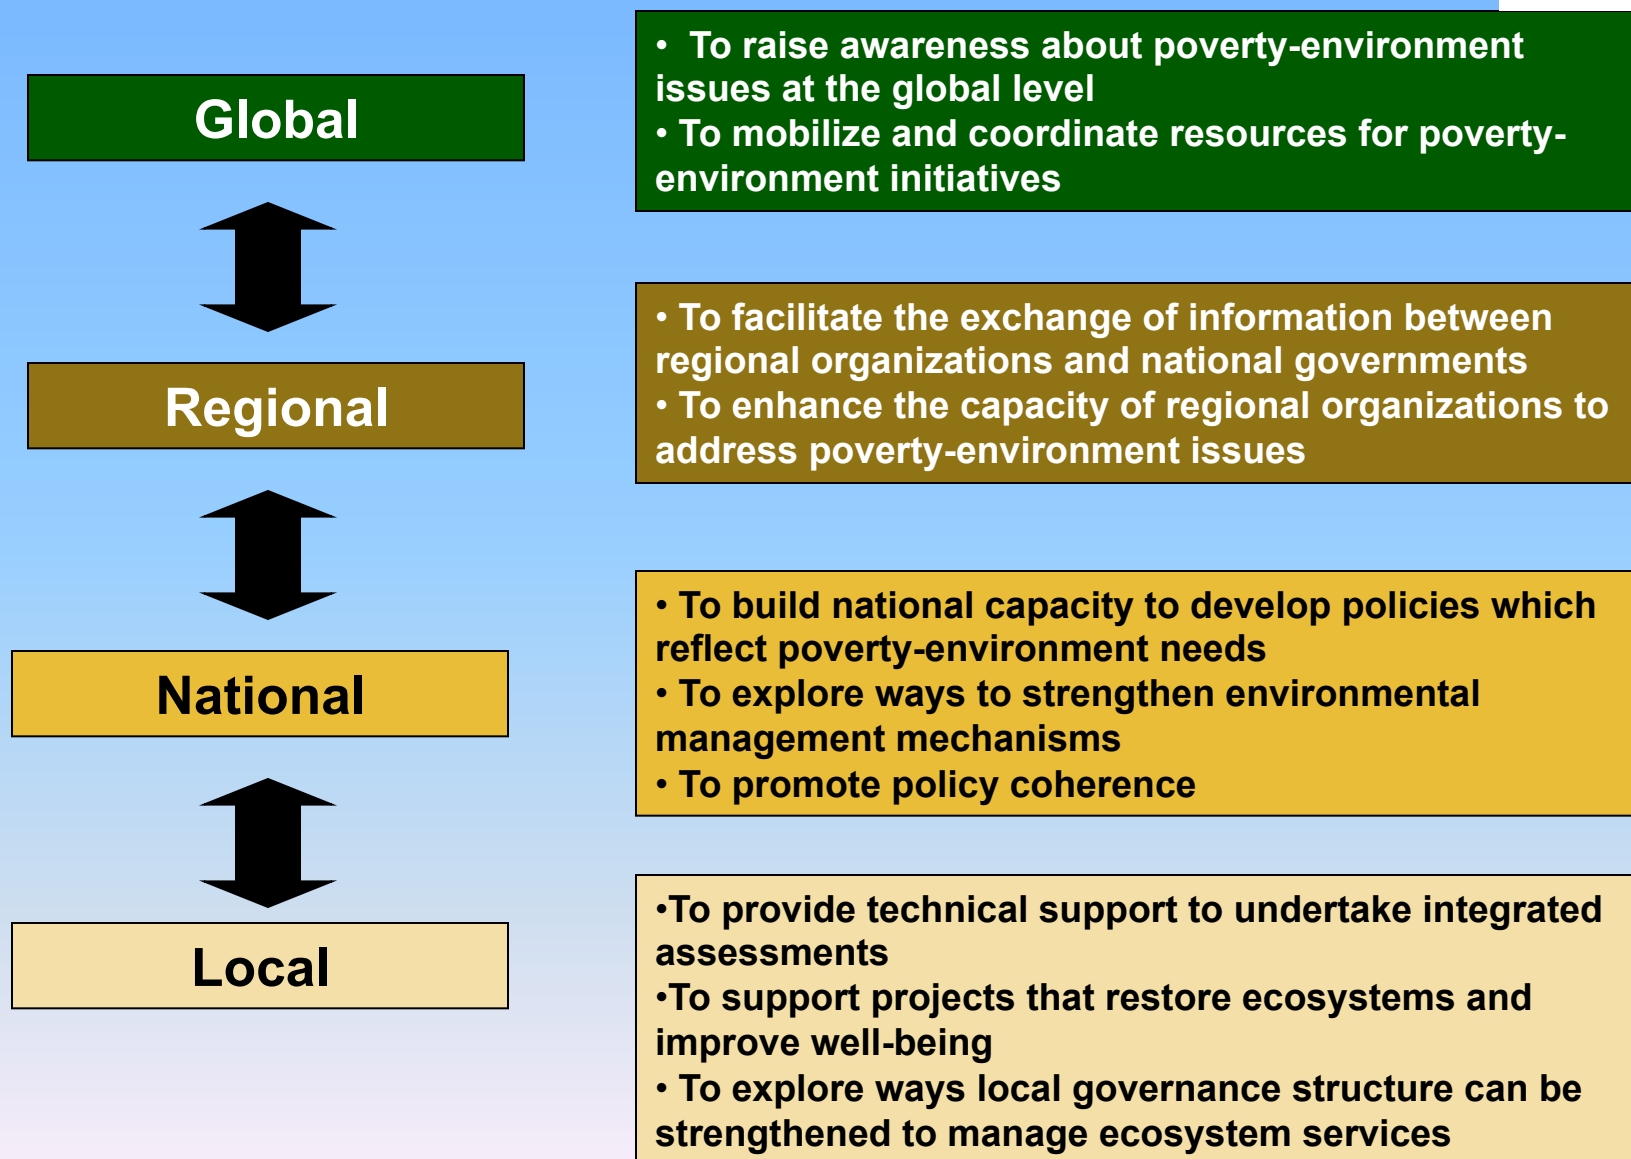 Global
• To raise awareness about poverty-environment
issues at the global level
• To mobilize and coordinate resources for poverty-
environment initiatives
Regional
• To facilitate the exchange of information between
regional organizations and national governments
• To enhance the capacity of regional organizations to
address poverty-environment issues
National
• To build national capacity to develop policies which
reflect poverty-environment needs
• To explore ways to strengthen environmental
management mechanisms
• To promote policy coherence
Local
•To provide technical support to undertake integrated
assessments
•To support projects that restore ecosystems and
improve well-being
• To explore ways local governance structure can be
strengthened to manage ecosystem services